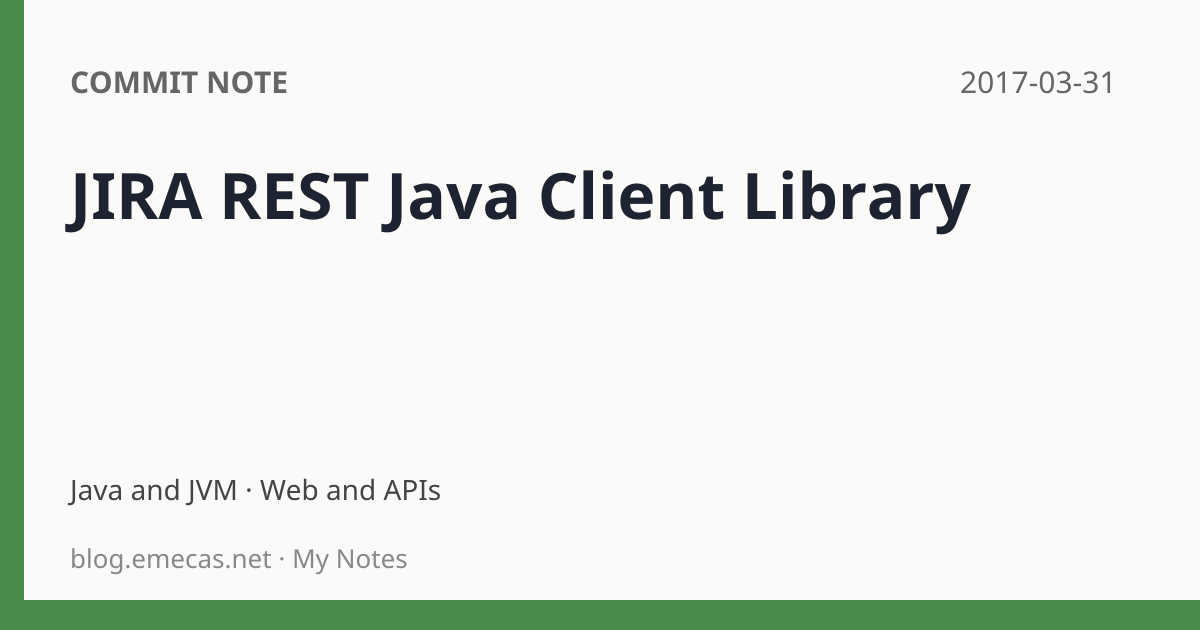 COMMIT NOTE
2017-03-31
JIRA REST Java Client Library
Java and JVM · Web and APIs
blog.emecas.net · My Notes